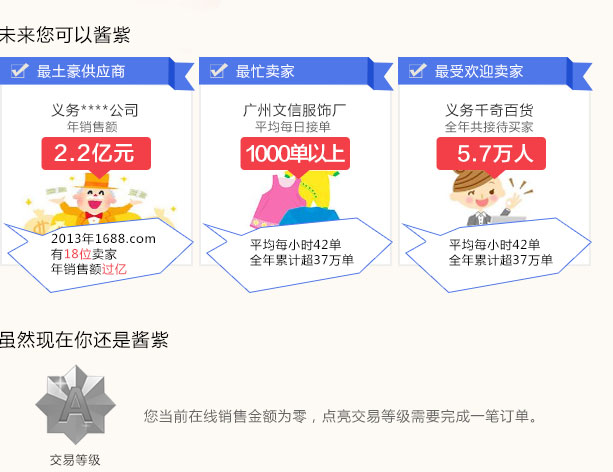 未来您可以酱紫
最土豪供应商
最忙卖家
最受欢迎卖家
义务****公司
广州文信服饰厂
义务千奇百货
年销售额
平均每日接单
全年共接待买家
2.2亿元
1000单以上
5.7万人
2013年1688.com
有18位卖家
年销售额过亿
平均每小时42单
全年累计超37万单
平均每小时42单
全年累计超37万单
虽然现在你还是酱紫
A
您当前在线销售金额为零，点亮交易等级需要完成一笔订单。
交易等级